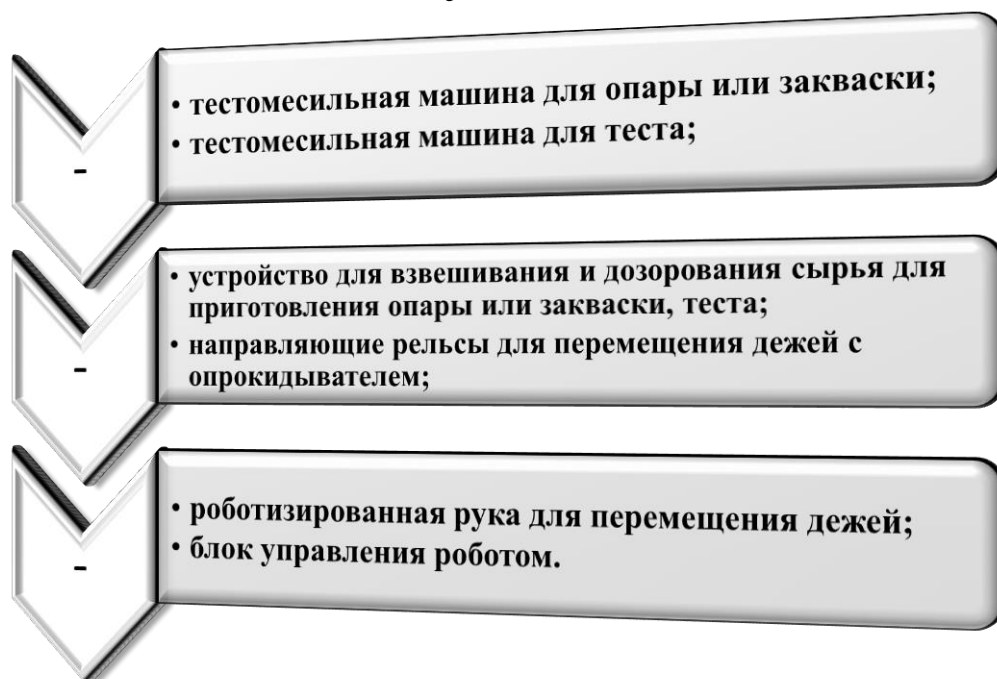 -
• тестомесильная машина для опары или закваски;
• тестомесильная машина для теста;
-
• устройство для взвешивания и дозорования сырья для
приготовления опары или закваски, теста;
• направляющие рельсы для перемещения дежей с
опрокидывателем;
-
• роботизированная рука для перемещения дежей;
• блок управления роботом.